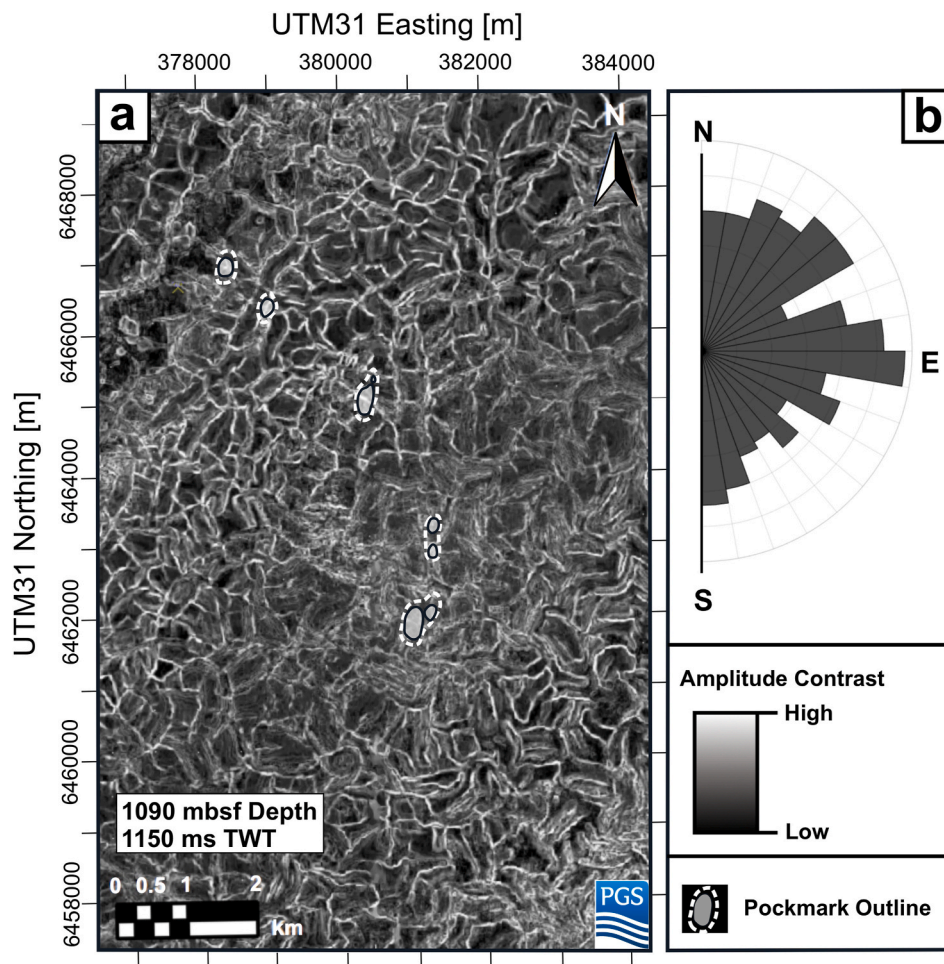 UTM31 Easting [m]
378000 380000 382000 384000
a
N
b
UTM31 Northing [m]
6468000
6466000
6464000
6462000
6460000
6458000
N
E
S
1090 mbsf Depth
1150 ms TWT
0 0.5 1 2
Km
PGS
Amplitude Contrast
High
Low
Pockmark Outline